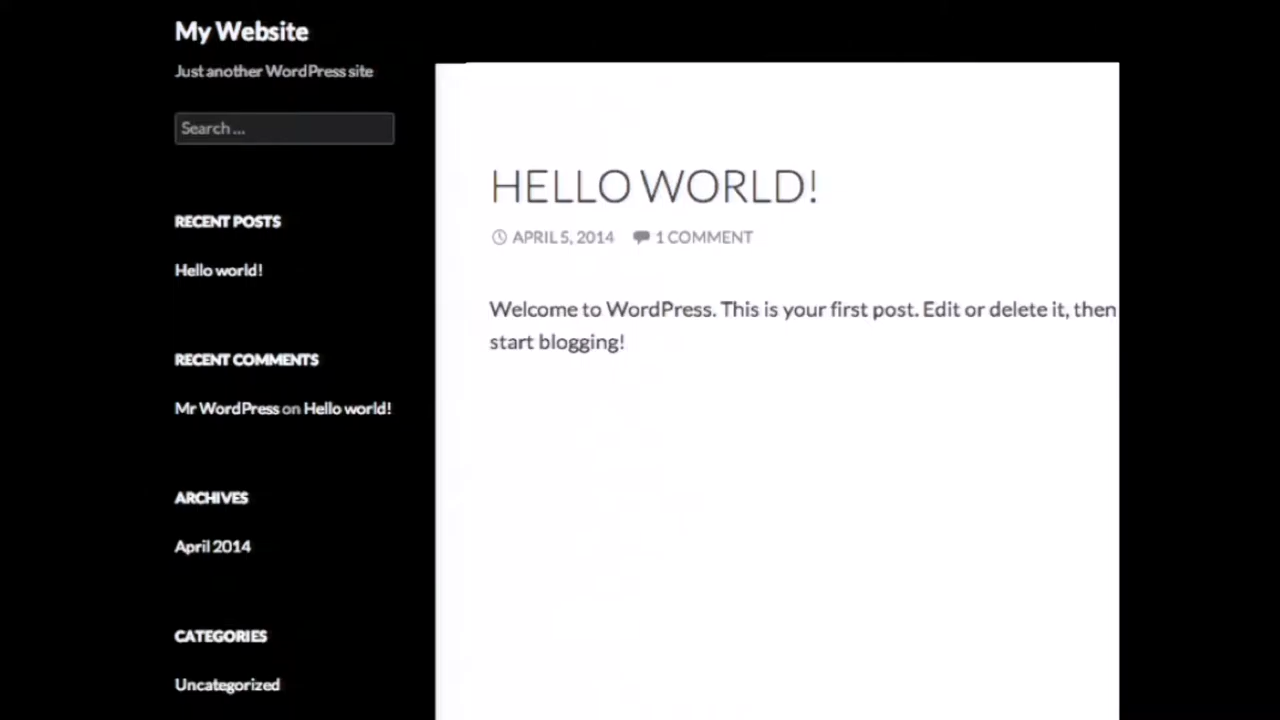 My Website
Just another WordPress site
Search ...
RECENT POSTS
Hello world!
RECENT COMMENTS
Mr WordPress on Hello world!
ARCHIVES
April 2014
CATEGORIES
Uncategorized
HELLO WORLD!
APRIL 5, 2014 1 COMMENT
Welcome to WordPress. This is your first post. Edit or delete it, then
start blogging!